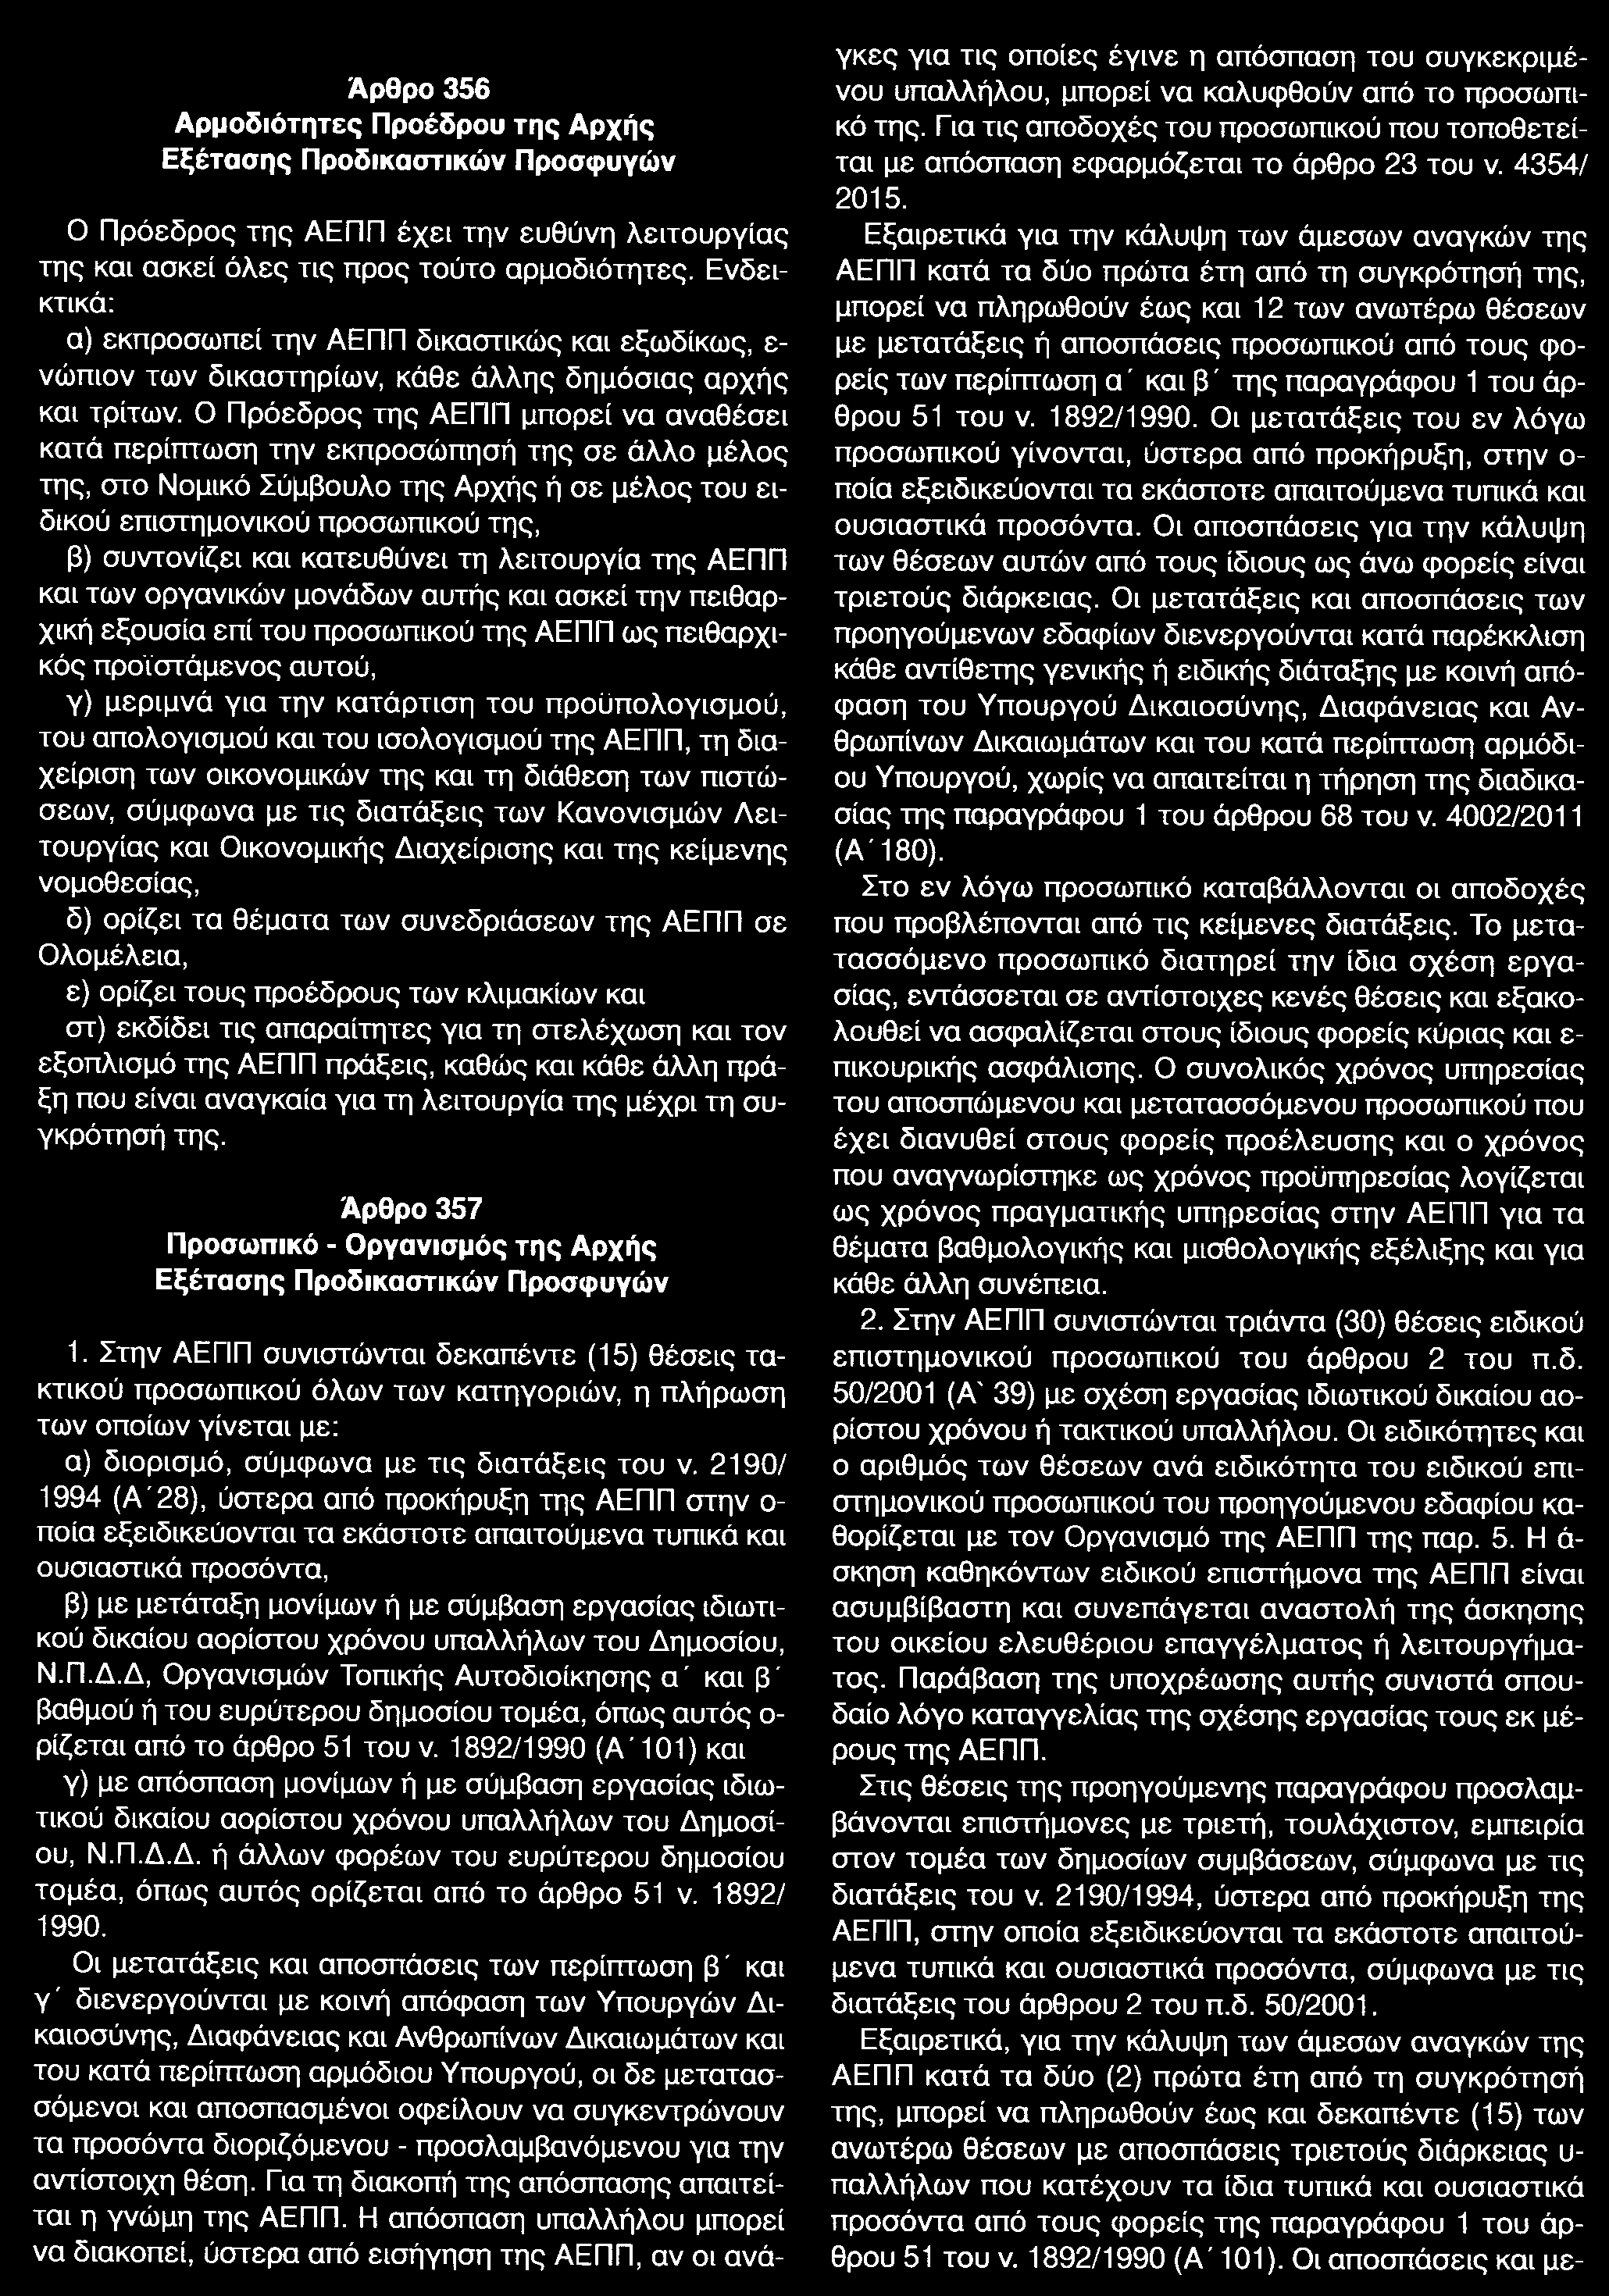 Άρθρο 356
Αρμοδιότητες Προέδρου της Αρχής
Εξέτασης Προδικαστικών Προσφυγών
Ο Πρόεδρος της ΑΕΠΠ έχει την ευθύνη λειτουργίας
της και ασκεί όλες τις προς τούτο αρμοδιότητες. Ενδει-
κτικά:
α) εκπροσωπεί την ΑΕΠΠ δικαστικώς και εξωδίκως, ε-
νώπιον των δικαστηρίων, κάθε άλλης δημόσιας αρχής
και τρίτων. Ο Πρόεδρος της ΑΕΠΠ μπορεί να αναθέσει
κατά περίπτωση την εκπροσώπησή της σε άλλο μέλος
της, στο Νομικό Σύμβουλο της Αρχής ή σε μέλος του ει-
δικού επιστημονικού προσωπικού της,
β) συντονίζει και κατευθύνει τη λειτουργία της ΑΕΠΠ
και των οργανικών μονάδων αυτής και ασκεί την πειθαρ-
χική εξουσία επί του προσωπικού της ΑΕΠΠ ως πειθαρχι-
κός προϊστάμενος αυτού,
γ) μεριμνά για την κατάρτιση του προϋπολογισμού,
του απολογισμού και του ισολογισμού της ΑΕΠΠ, τη δια-
χείριση των οικονομικών της και τη διάθεση των πιστώ-
σεων, σύμφωνα με τις διατάξεις των Κανονισμών Λει-
τουργίας και Οικονομικής Διαχείρισης και της κείμενης
νομοθεσίας,
δ) ορίζει τα θέματα των συνεδριάσεων της ΑΕΠΠ σε
Ολομέλεια,
ε) ορίζει τους προέδρους των κλιμακίων και
στ) εκδίδει τις απαραίτητες για τη στελέχωση και τον
εξοπλισμό της ΑΕΠΠ πράξεις, καθώς και κάθε άλλη πρά-
ξη που είναι αναγκαία για τη λειτουργία της μέχρι τη συ-
γκρότησή της.
Άρθρο 357
Προσωπικό - Οργανισμός της Αρχής
Εξέτασης Προδικαστικών Προσφυγών
1. Στην ΑΕΠΠ συνιστώνται δεκαπέντε (15) θέσεις τα-
κτικού προσωπικού όλων των κατηγοριών, η πλήρωση
των οποίων γίνεται με:
α) διορισμό, σύμφωνα με τις διατάξεις του ν. 2190/
1994 (Α΄28), ύστερα από προκήρυξη της ΑΕΠΠ στην ο-
ποία εξειδικεύονται τα εκάστοτε απαιτούμενα τυπικά και
ουσιαστικά προσόντα,
β) με μετάταξη μονίμων ή με σύμβαση εργασίας ιδιωτι-
κού δικαίου αορίστου χρόνου υπαλλήλων του Δημοσίου,
Ν.Π.Δ.Δ, Οργανισμών Τοπικής Αυτοδιοίκησης α΄ και β΄
βαθμού ή του ευρύτερου δημοσίου τομέα, όπως αυτός ο-
ρίζεται από το άρθρο 51 του ν. 1892/1990 (Α΄101) και
γ) με απόσπαση μονίμων ή με σύμβαση εργασίας ιδιω-
τικού δικαίου αορίστου χρόνου υπαλλήλων του Δημοσί-
ου, Ν.Π.Δ.Δ. ή άλλων φορέων του ευρύτερου δημοσίου
τομέα, όπως αυτός ορίζεται από το άρθρο 51 ν. 1892/
1990.
Οι μετατάξεις και αποσπάσεις των περίπτωση β΄ και
γ΄ διενεργούνται με κοινή απόφαση των Υπουργών Δι-
καιοσύνης, Διαφάνειας και Ανθρωπίνων Δικαιωμάτων και
του κατά περίπτωση αρμόδιου Υπουργού, οι δε μετατασ-
σόμενοι και αποσπασμένοι οφείλουν να συγκεντρώνουν
τα προσόντα διοριζόμενου - προσλαμβανόμενου για την
αντίστοιχη θέση. Για τη διακοπή της απόσπασης απαιτεί-
ται η γνώμη της ΑΕΠΠ. Η απόσπαση υπαλλήλου μπορεί
να διακοπεί, ύστερα από εισήγηση της ΑΕΠΠ, αν οι ανά-
γκες για τις οποίες έγινε η απόσπαση του συγκεκριμέ-
νου υπαλλήλου, μπορεί να καλυφθούν από το προσωπι-
κό της. Για τις αποδοχές του προσωπικού που τοποθετεί-
ται με απόσπαση εφαρμόζεται το άρθρο 23 του ν. 4354/
2015.
Εξαιρετικά για την κάλυψη των άμεσων αναγκών της
ΑΕΠΠ κατά τα δύο πρώτα έτη από τη συγκρότησή της,
μπορεί να πληρωθούν έως και 12 των ανωτέρω θέσεων
με μετατάξεις ή αποσπάσεις προσωπικού από τους φο-
ρείς των περίπτωση α΄ και β΄ της παραγράφου 1 του άρ-
θρου 51 του ν. 1892/1990. Οι μετατάξεις του εν λόγω
προσωπικού γίνονται, ύστερα από προκήρυξη, στην ο-
ποία εξειδικεύονται τα εκάστοτε απαιτούμενα τυπικά και
ουσιαστικά προσόντα. Οι αποσπάσεις για την κάλυψη
των θέσεων αυτών από τους ίδιους ως άνω φορείς είναι
τριετούς διάρκειας. Οι μετατάξεις και αποσπάσεις των
προηγούμενων εδαφίων διενεργούνται κατά παρέκκλιση
κάθε αντίθετης γενικής ή ειδικής διάταξης με κοινή από-
φαση του Υπουργού Δικαιοσύνης, Διαφάνειας και Αν-
θρωπίνων Δικαιωμάτων και του κατά περίπτωση αρμόδι-
ου Υπουργού, χωρίς να απαιτείται η τήρηση της διαδικα-
σίας της παραγράφου 1 του άρθρου 68 του ν. 4002/2011
(Α΄180).
Στο εν λόγω προσωπικό καταβάλλονται οι αποδοχές
που προβλέπονται από τις κείμενες διατάξεις. Το μετα-
τασσόμενο προσωπικό διατηρεί την ίδια σχέση εργα-
σίας, εντάσσεται σε αντίστοιχες κενές θέσεις και εξακο-
λουθεί να ασφαλίζεται στους ίδιους φορείς κύριας και ε-
πικουρικής ασφάλισης. Ο συνολικός χρόνος υπηρεσίας
του αποσπώμενου και μετατασσόμενου προσωπικού που
έχει διανυθεί στους φορείς προέλευσης και ο χρόνος
που αναγνωρίστηκε ως χρόνος προϋπηρεσίας λογίζεται
ως χρόνος πραγματικής υπηρεσίας στην ΑΕΠΠ για τα
θέματα βαθμολογικής και μισθολογικής εξέλιξης και για
κάθε άλλη συνέπεια.
2. Στην ΑΕΠΠ συνιστώνται τριάντα (30) θέσεις ειδικού
επιστημονικού προσωπικού του άρθρου 2 του π.δ.
50/2001 (Α` 39) με σχέση εργασίας ιδιωτικού δικαίου αο-
ρίστου χρόνου ή τακτικού υπαλλήλου. Οι ειδικότητες και
ο αριθμός των θέσεων ανά ειδικότητα του ειδικού επι-
στημονικού προσωπικού του προηγούμενου εδαφίου κα-
θορίζεται με τον Οργανισμό της ΑΕΠΠ της παρ. 5. Η ά-
σκηση καθηκόντων ειδικού επιστήμονα της ΑΕΠΠ είναι
ασυμβίβαστη και συνεπάγεται αναστολή της άσκησης
του οικείου ελευθέριου επαγγέλματος ή λειτουργήμα-
τος. Παράβαση της υποχρέωσης αυτής συνιστά σπου-
δαίο λόγο καταγγελίας της σχέσης εργασίας τους εκ μέ-
ρους της ΑΕΠΠ.
Στις θέσεις της προηγούμενης παραγράφου προσλαμ-
βάνονται επιστήμονες με τριετή, τουλάχιστον, εμπειρία
στον τομέα των δημοσίων συμβάσεων, σύμφωνα με τις
διατάξεις του ν. 2190/1994, ύστερα από προκήρυξη της
ΑΕΠΠ, στην οποία εξειδικεύονται τα εκάστοτε απαιτού-
μενα τυπικά και ουσιαστικά προσόντα, σύμφωνα με τις
διατάξεις του άρθρου 2 του π.δ. 50/2001.
Εξαιρετικά, για την κάλυψη των άμεσων αναγκών της
ΑΕΠΠ κατά τα δύο (2) πρώτα έτη από τη συγκρότησή
της, μπορεί να πληρωθούν έως και δεκαπέντε (15) των
ανωτέρω θέσεων με αποσπάσεις τριετούς διάρκειας υ-
παλλήλων που κατέχουν τα ίδια τυπικά και ουσιαστικά
προσόντα από τους φορείς της παραγράφου 1 του άρ-
θρου 51 του ν. 1892/1990 (Α΄101). Οι αποσπάσεις και με-